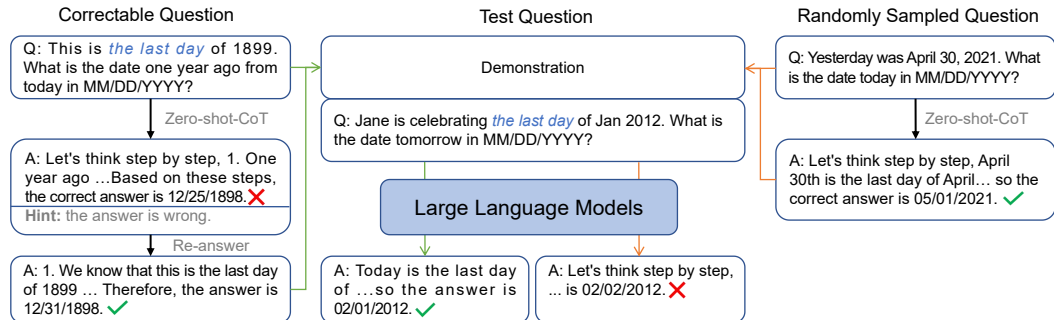 Correctable Question
Q: This is the last day of 1899.
What is the date one year ago from
today in MM/DD/YYYY?
Zero-shot-CoT
A: Let's think step by step, 1. One
year ago ...Based on these steps,
the correct answer is 12/25/1898.
Hint: the answer is wrong.
Re-answer
A: 1. We know that this is the last day
of 1899 ... Therefore, the answer is
12/31/1898.
Test Question
Demonstration
Q: Jane is celebrating the last day of Jan 2012. What is
the date tomorrow in MM/DD/YYYY?
Large Language Models
A: Today is the last day
of ...so the answer is
02/01/2012.
A: Let's think step by step,
... is 02/02/2012.
Randomly Sampled Question
Q: Yesterday was April 30, 2021. What
is the date today in MM/DD/YYYY?
Zero-shot-CoT
A: Let's think step by step, April
30th is the last day of April... so the
correct answer is 05/01/2021.